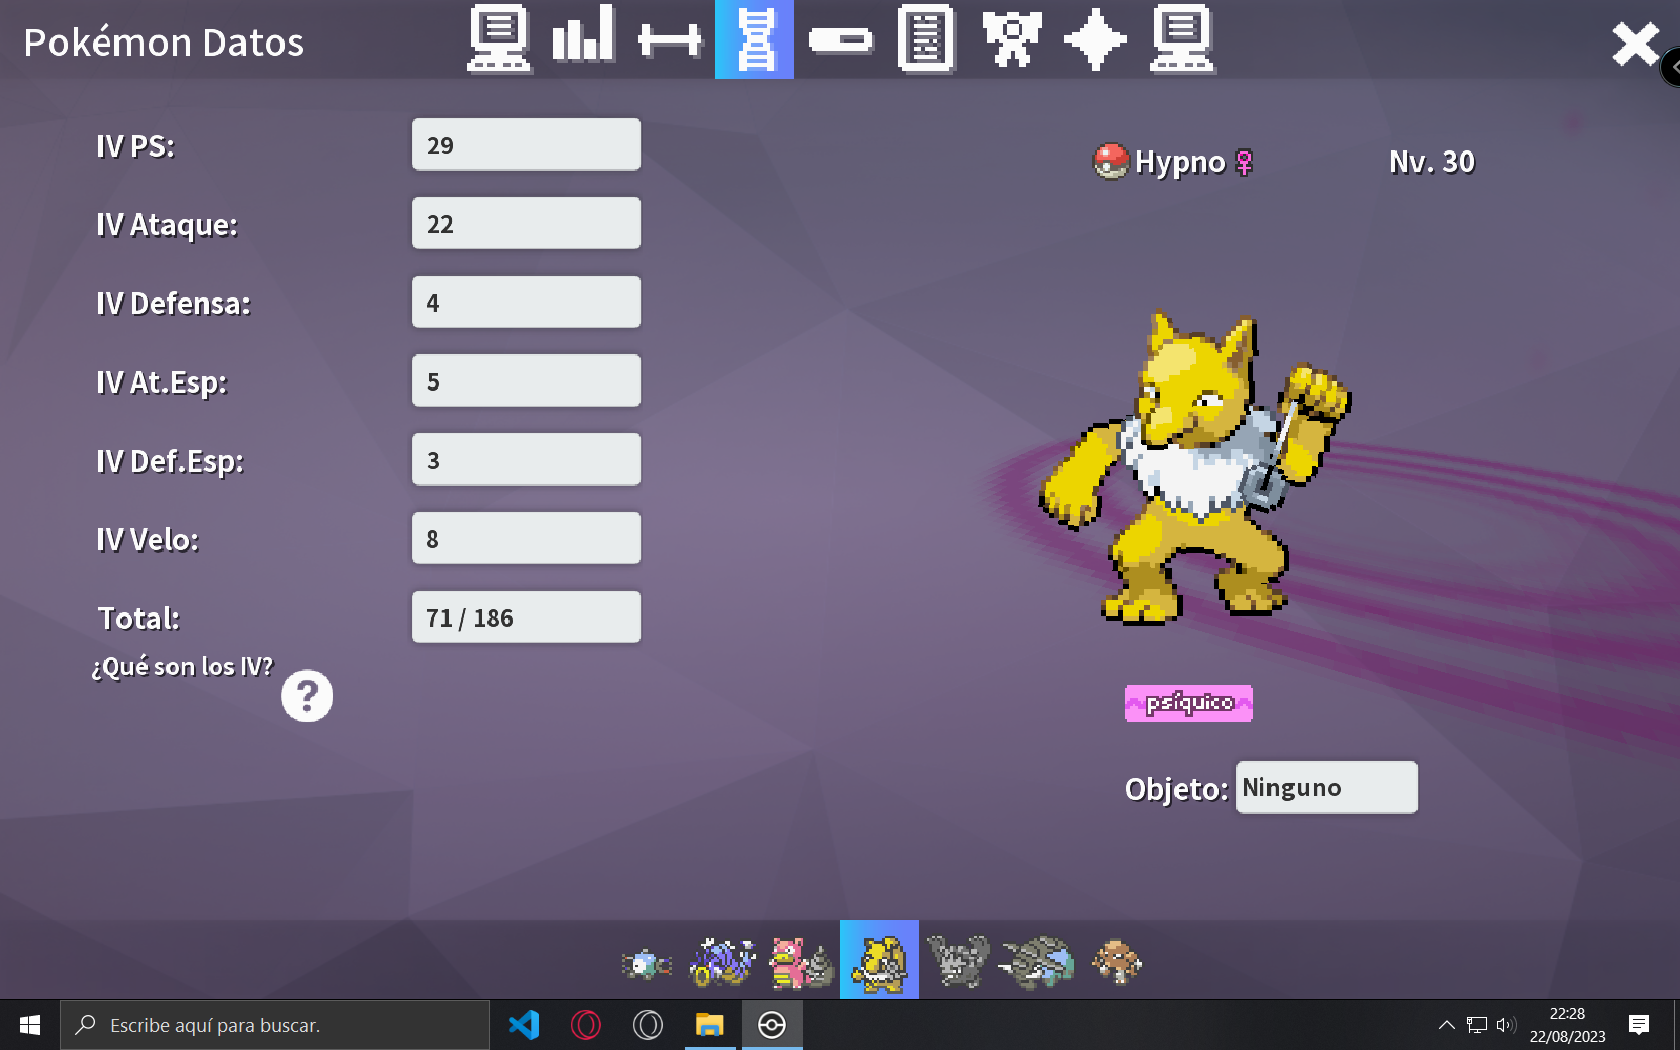 Pokémon Datos
IV PS: 29
IV Ataque: 22
IV Defensa: 4
IV At.Esp: 5
IV Def.Esp: 3
IV Velo: 8
Total: 71 / 186
¿Qué son los IV?
?
Hypno♀ Nv. 30
psíquico
Objeto: Ninguno
Escribe aquí para buscar.
22:28
22/08/2023